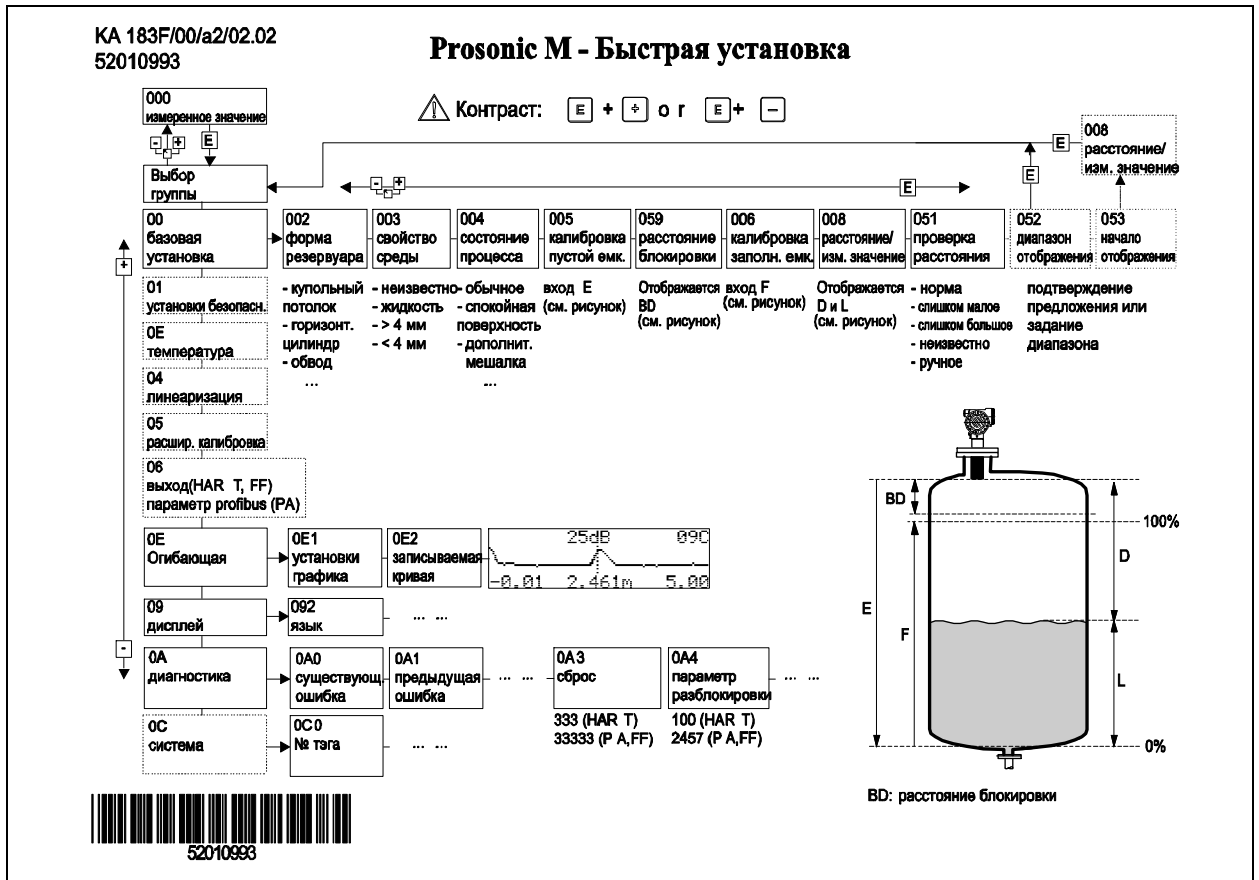 KA 183F/00/a2/02.02
52010993
Prosonic M - Быстрая установка
Контраст: E + + or E + -
000
измеренное значение
- +
E
Выбор
группы
- +
E
E
E
008
расстояние/
изм. значение
00
базовая
установка
002
форма
резервуара
- купольный
потолок
- горизонт.
цилиндр
- обвод
...
003
свойство
среды
- неизвестно
- жидкость
- > 4 мм
- < 4 мм
004
состояние
процесса
- обычное
- спокойная
поверхность
- дополнит.
мешалка
...
005
калибровка
пустой емк.
вход E
(см. рисунок)
059
расстояние
блокировки
Отображается
BD
(см. рисунок)
006
калибровка
заполн. емк.
вход F
(см. рисунок)
008
расстояние/
изм. значение
Отображается
D и L
(см. рисунок)
051
проверка
расстояния
- норма
- слишком малое
- слишком большое
- неизвестно
- ручное
052
диапазон
отображения
053
начало
отображения
подтверждение
предложения или
задание
диапазона
+
-
01
установки безопасн.
0E
температура
04
линеаризация
05
расшир. калибровка
06
выход(HAR T, FF)
параметр profibus (PA)
0E
Огибающая
0E1
установки
графика
0E2
записываемая
кривая
25dB 09C
-0.01 2.461m 5.00
09
дисплей
092
язык
... ...
0A
диагностика
0A0
существующ.
ошибка
0A1
предыдущая
ошибка
... ...
0A3
сброс
333 (HAR T)
33333 (P A,FF)
0A4
параметр
разблокировки
100 (HAR T)
2457 (P A,FF)
... ...
0C
система
0C0
№ тэга
... ...
BD
100%
D
E
F
L
0%
BD: расстояние блокировки
52010993